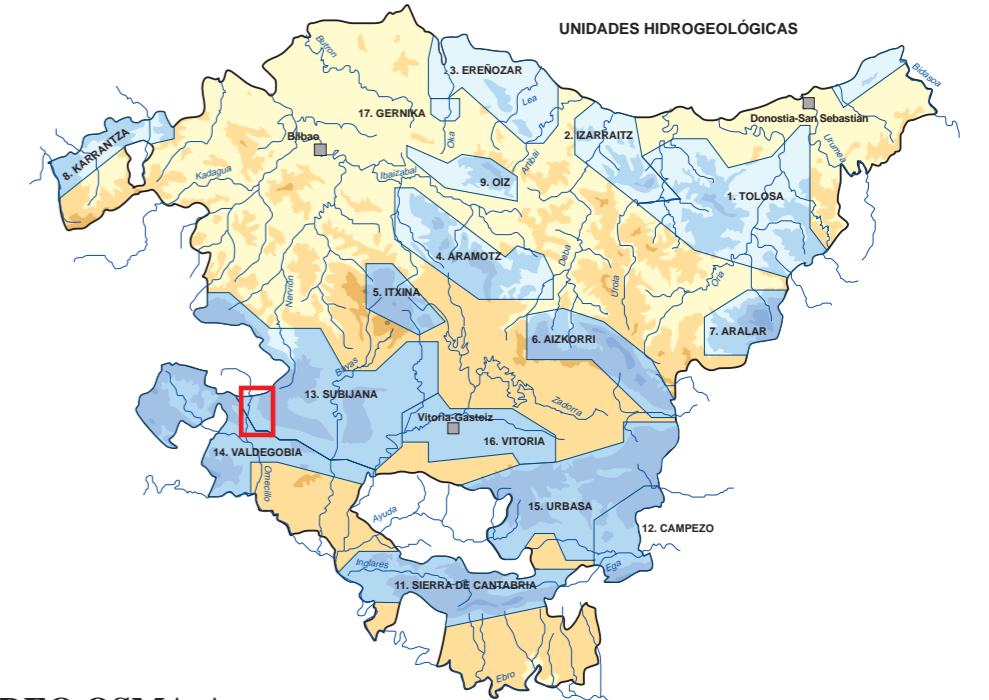 UNIDADES HIDROGEOLÓGICAS
Butron
3. EREÑOZAR
Bidasoa
Lea
17. GERNIKA
Donostia-San Sebastián
Bilbao
Oka
2. IZARRAITZ
Urumea
8. KARRANTZA
Artibai
Kadagua
Ibaizabal
9. OIZ
1. TOLOSA
4. ARAMOTZ
Deba
Nervión
Urola
Oria
5. ITXINA
7. ARALAR
6. AIZKORRI
Bayas
13. SUBIJANA
Zadorra
Vitoria-Gasteiz
16. VITORIA
14. VALDEGOBIA
Omecillo
15. URBASA
Ayuda
12. CAMPEZO
Inglares
Ega
11. SIERRA DE CANTABRIA
Ebro